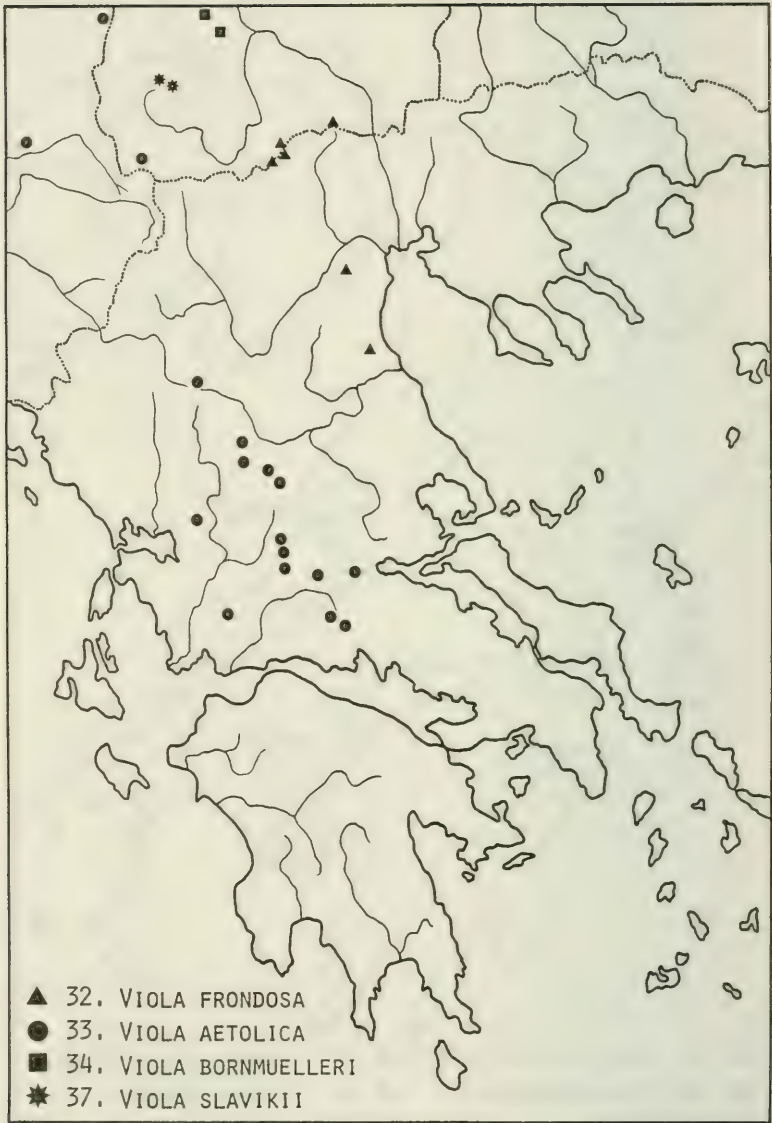 32. VIOLA FRONDOSA
33. VIOLA AETOLICA
34. VIOLA BORNMUELLERI
37. VIOLA SLAVIKII